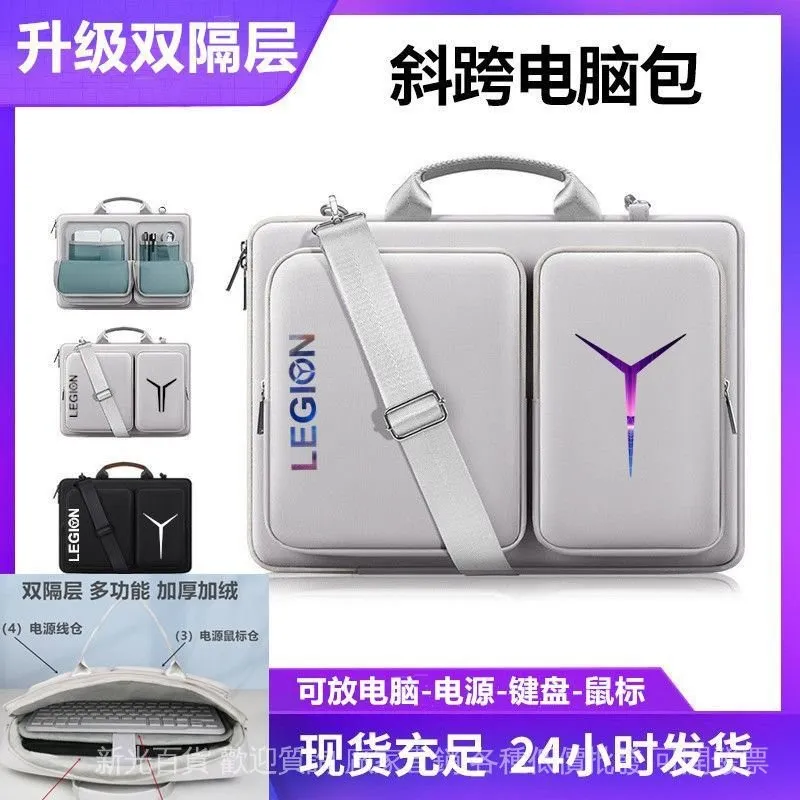 升级双隔层
斜跨电脑包
LEGION
LEGION
LEGION
双隔层 多功能 加厚加绒
（4）电源线仓
（3）电源鼠标仓
可放电脑-电源-键盘-鼠标
现货充足 24小时发货
新光百貨 歡迎